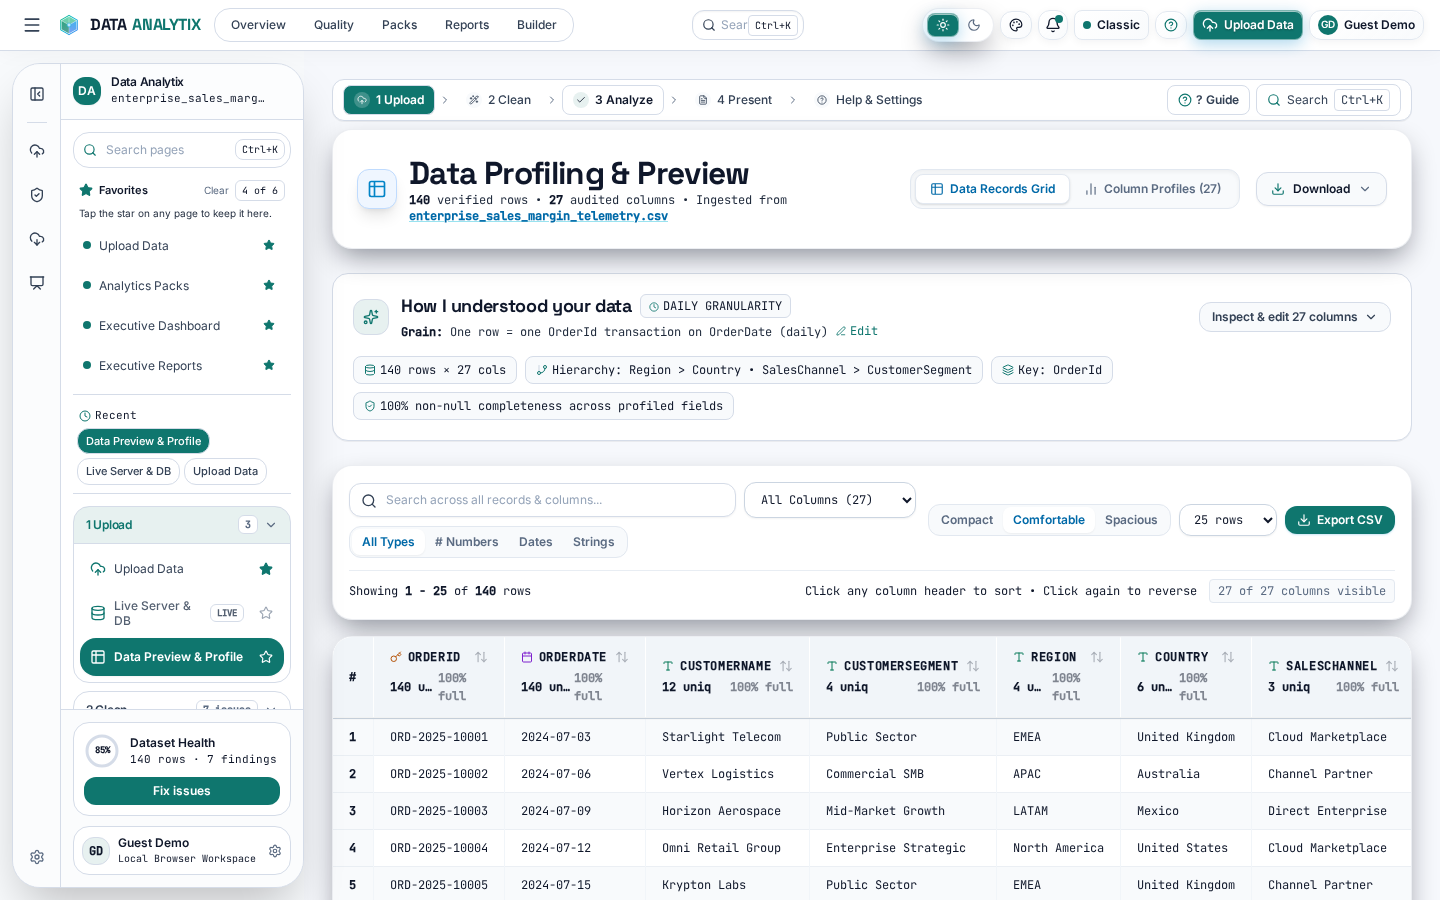 DATA ANALYTIX
Overview
Quality
Packs
Reports
Builder
Sear Ctrl+K
Classic
Upload Data
GD Guest Demo
DA
Data Analytix
enterprise_sales_marg…
Search pages Ctrl+K
Favorites Clear 4 of 6
Tap the star on any page to keep it here.
Upload Data
Analytics Packs
Executive Dashboard
Executive Reports
Recent
Data Preview & Profile
Live Server & DB
Upload Data
1 Upload 3
Upload Data
Live Server & DB LIVE
Data Preview & Profile
2 Clean 7 issues
85%
Dataset Health
140 rows · 7 findings
Fix issues
GD
Guest Demo
Local Browser Workspace
1 Upload
2 Clean
3 Analyze
4 Present
Help & Settings
? Guide
Search Ctrl+K
Data Profiling & Preview
140 verified rows • 27 audited columns • Ingested from
enterprise_sales_margin_telemetry.csv
Data Records Grid
Column Profiles (27)
Download
How I understood your data
DAILY GRANULARITY
Grain: One row = one OrderId transaction on OrderDate (daily) Edit
Inspect & edit 27 columns
140 rows × 27 cols
Hierarchy: Region > Country • SalesChannel > CustomerSegment
Key: OrderId
100% non-null completeness across profiled fields
Search across all records & columns...
All Columns (27)
Compact
Comfortable
Spacious
25 rows
Export CSV
All Types
# Numbers
Dates
Strings
Showing 1 - 25 of 140 rows
Click any column header to sort • Click again to reverse
27 of 27 columns visible
# ORDERID ORDERDATE CUSTOMERNAME CUSTOMERSEGMENT REGION COUNTRY SALESCHANNEL
140 u… 100% full 140 un… 100% full 12 uniq 100% full 4 uniq 100% full 4 u… 100% full 6 un… 100% full 3 uniq 100% full
1 ORD-2025-10001 2024-07-03 Starlight Telecom Public Sector EMEA United Kingdom Cloud Marketplace
2 ORD-2025-10002 2024-07-06 Vertex Logistics Commercial SMB APAC Australia Channel Partner
3 ORD-2025-10003 2024-07-09 Horizon Aerospace Mid-Market Growth LATAM Mexico Direct Enterprise
4 ORD-2025-10004 2024-07-12 Omni Retail Group Enterprise Strategic North America United States Cloud Marketplace
5 ORD-2025-10005 2024-07-15 Krypton Labs Public Sector EMEA United Kingdom Channel Partner